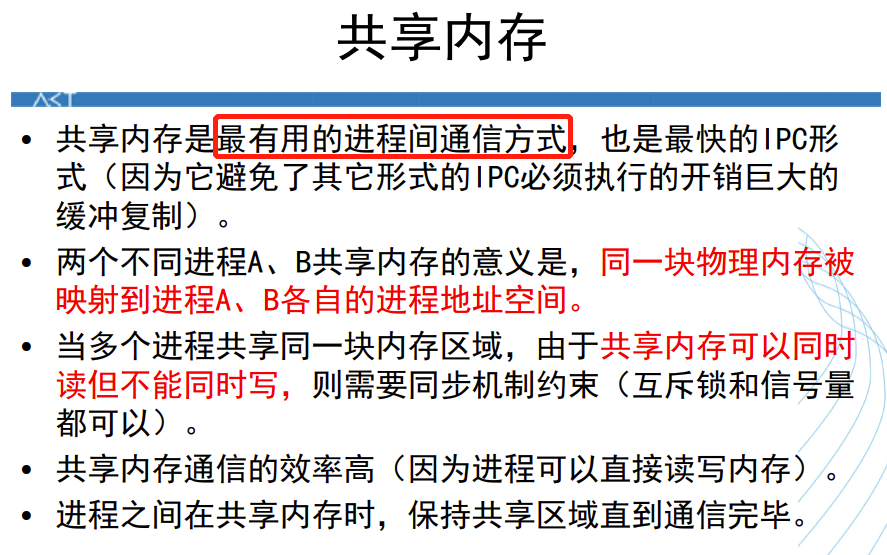 共享内存
ACT
• 共享内存是最有用的进程间通信方式，也是最快的IPC形
式（因为它避免了其它形式的IPC必须执行的开销巨大的
缓冲复制）。
• 两个不同进程A、B共享内存的意义是，同一块物理内存被
映射到进程A、B各自的进程地址空间。
• 当多个进程共享同一块内存区域，由于共享内存可以同时
读但不能同时写，则需要同步机制约束（互斥锁和信号量
都可以）。
• 共享内存通信的效率高（因为进程可以直接读写内存）。
• 进程之间在共享内存时，保持共享区域直到通信完毕。